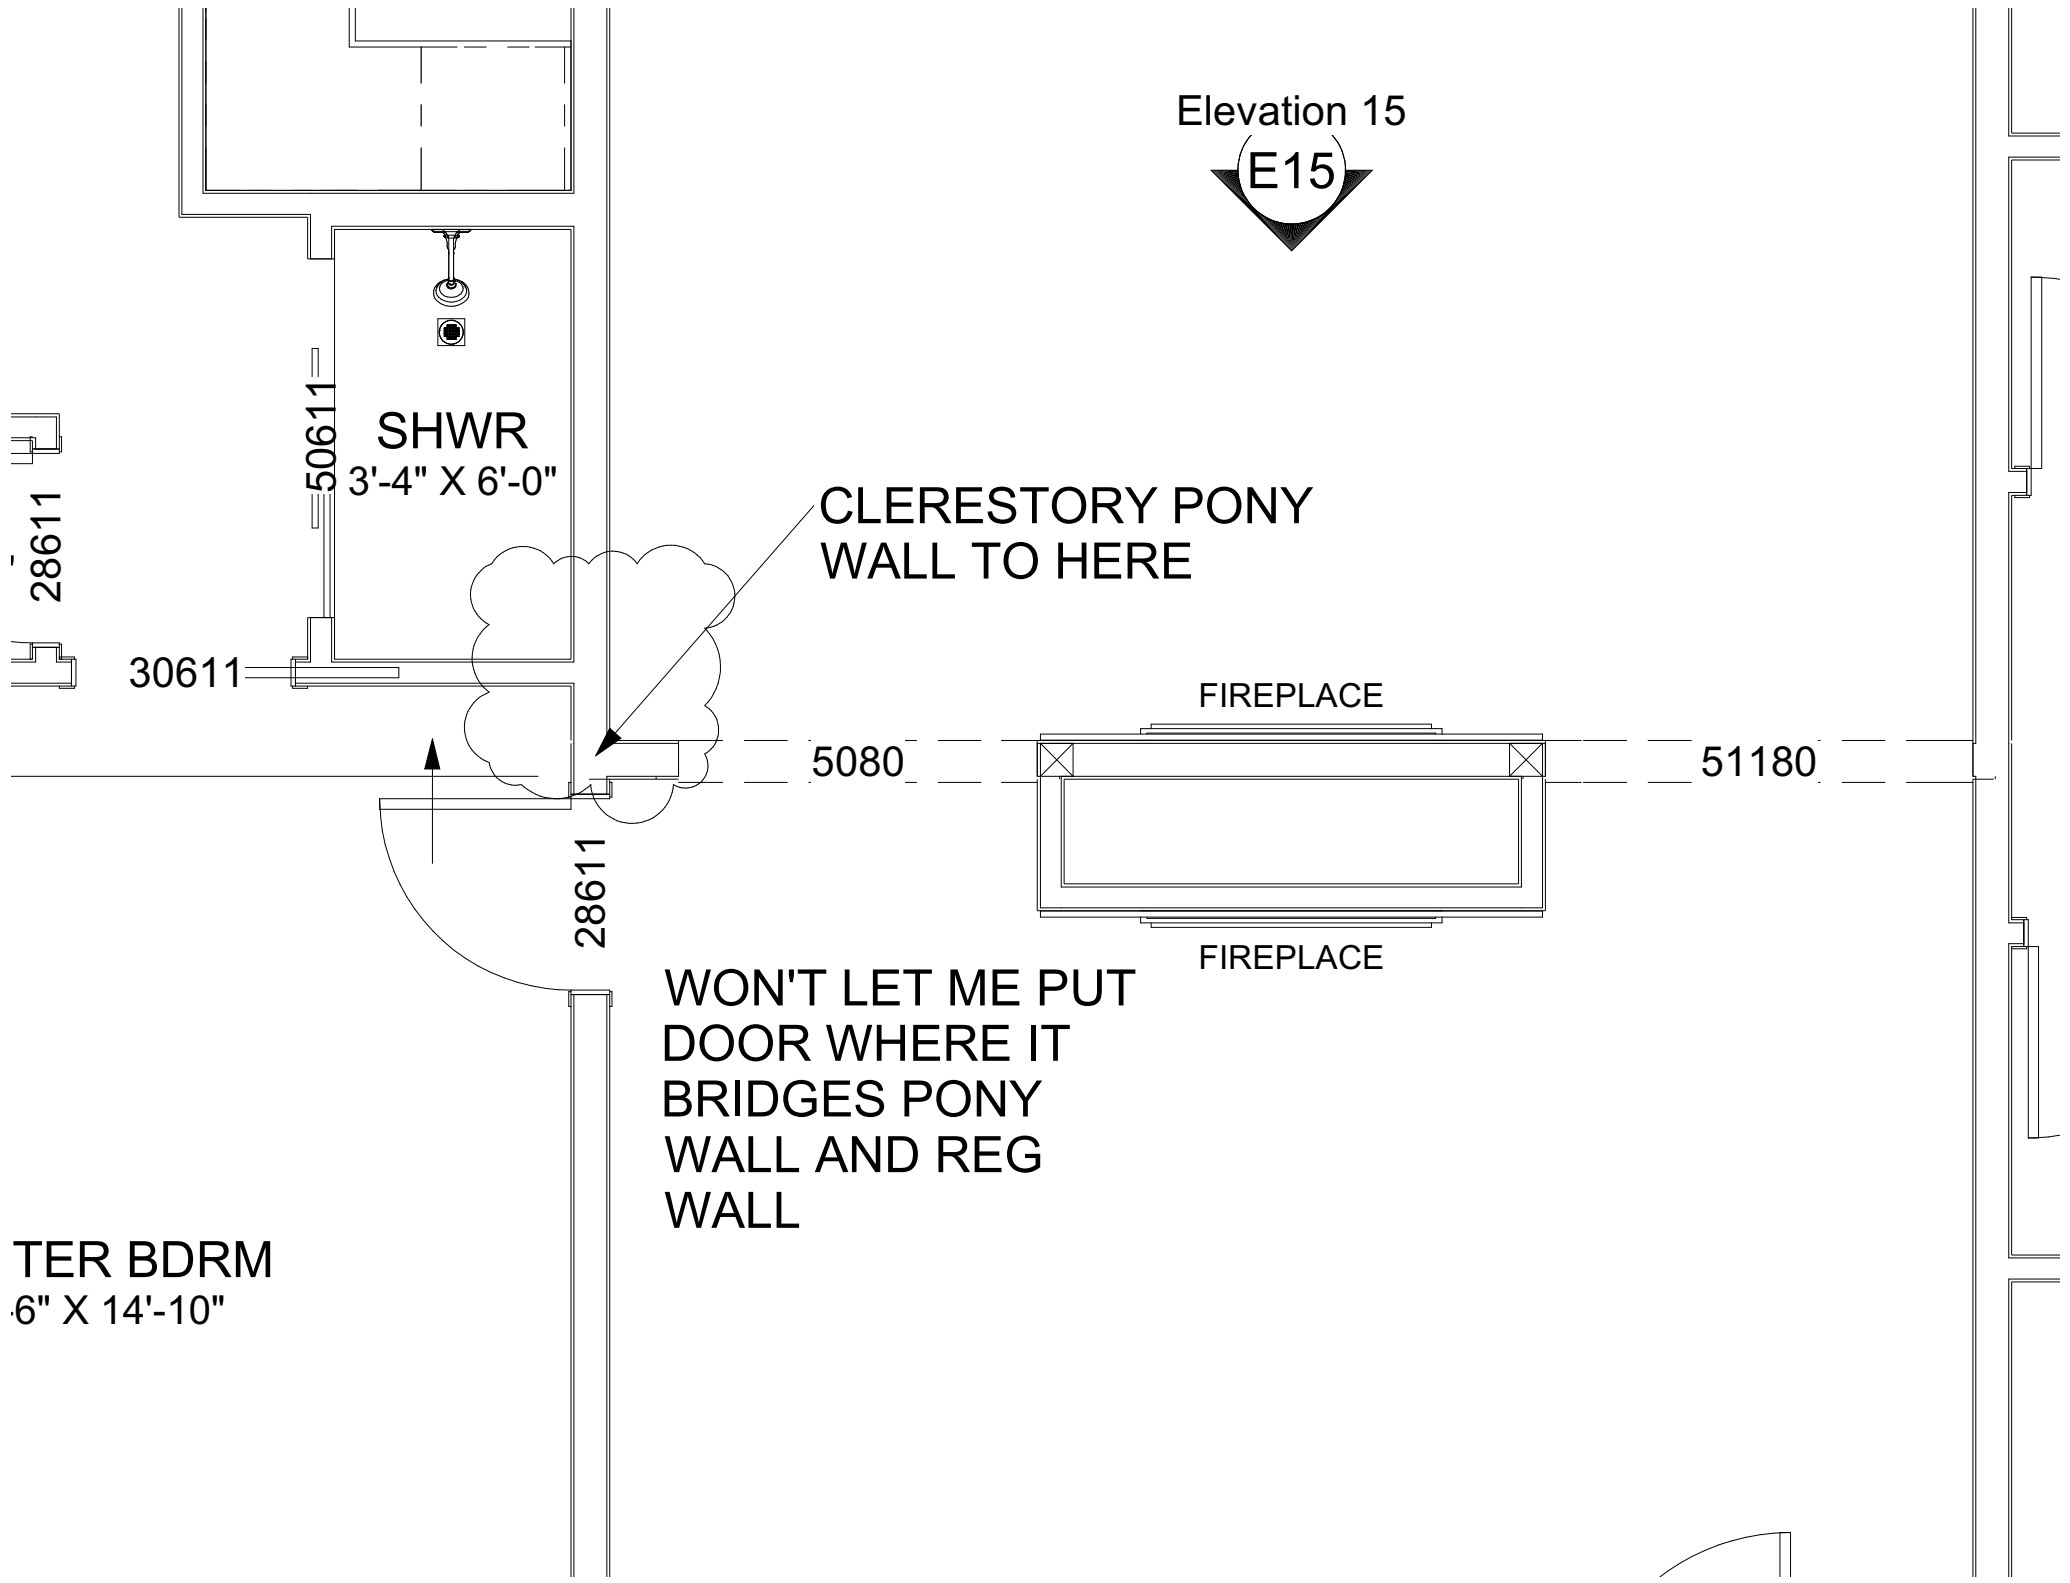 Elevation 15
E15
50611
SHWR
3'-4" X 6'-0"
28611
CLERESTORY PONY
WALL TO HERE
30611
FIREPLACE
5080
51180
28611
FIREPLACE
WON'T LET ME PUT
DOOR WHERE IT
BRIDGES PONY
WALL AND REG
WALL
TER BDRM
6" X 14'-10"